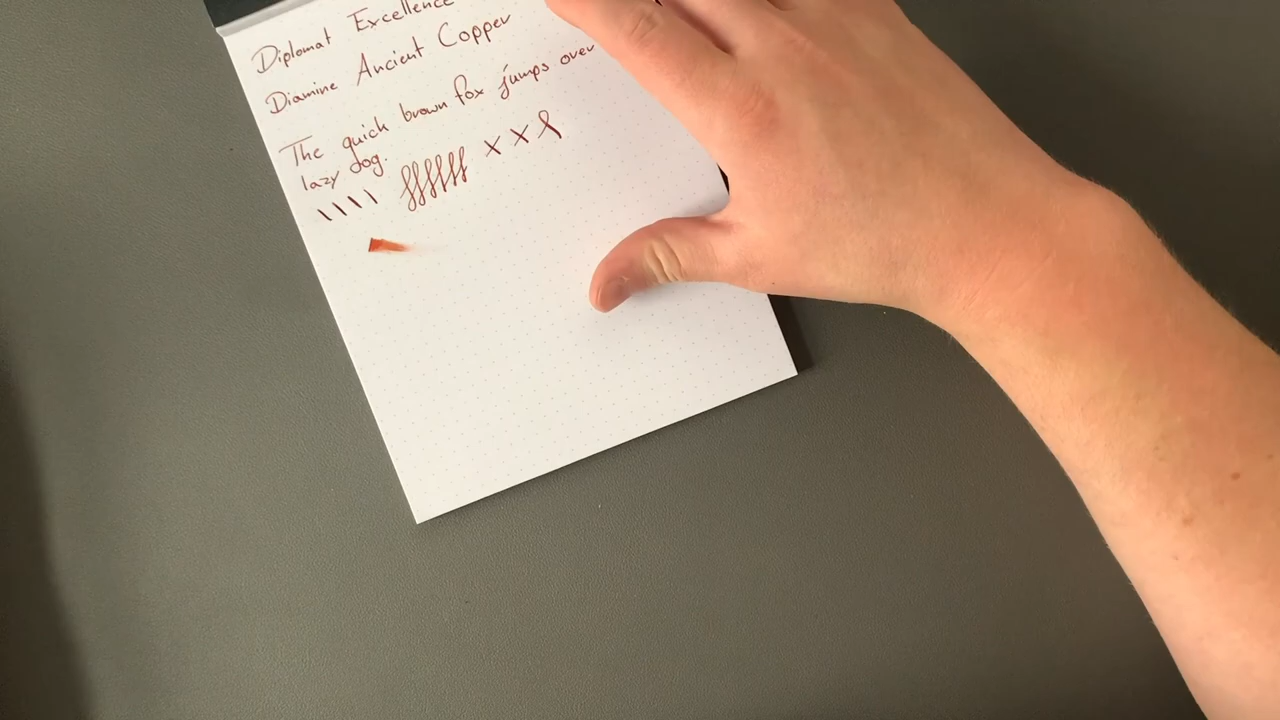 Diplomat Excellence
Diamine Ancient Copper
The quick brown fox jumps over
lazy dog.
x x